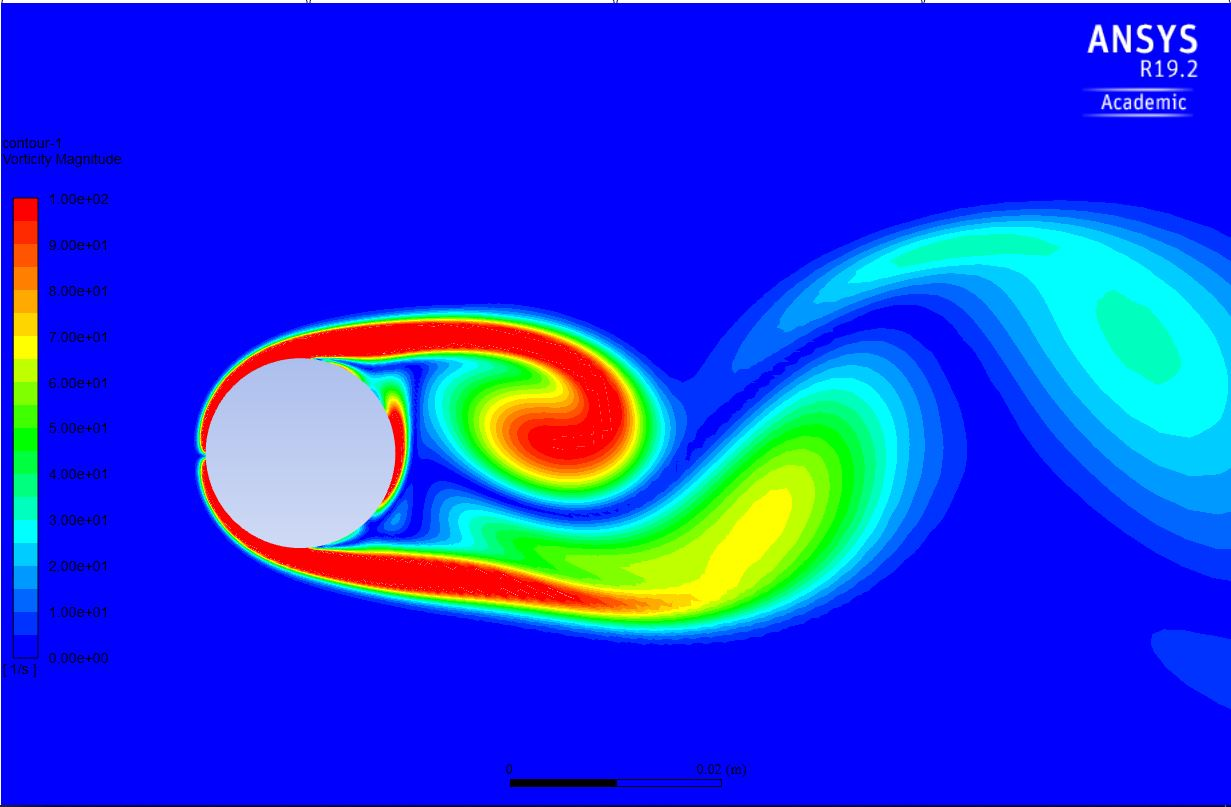 ANSYS
R19.2
Academic
contour-1
Vorticity Magnitude
1.00e+02
9.00e+01
8.00e+01
7.00e+01
6.00e+01
5.00e+01
4.00e+01
3.00e+01
2.00e+01
1.00e+01
0.00e+00
[ 1/s ]
0 0.02 (m)